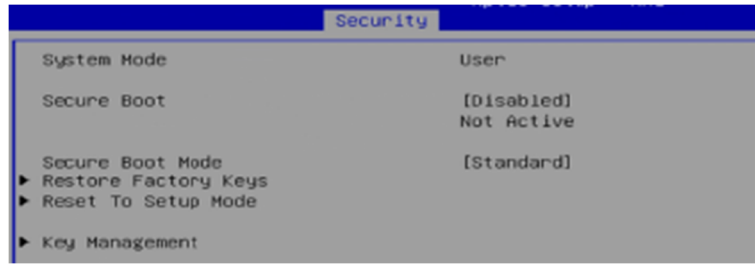 Security
System Mode User
Secure Boot [Disabled]
Not Active
Secure Boot Mode [Standard]
Restore Factory Keys
Reset To Setup Mode
Key Management